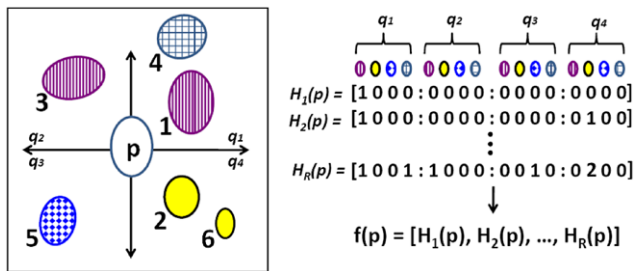 4
3
1
q2
q1
p
q3
q4
5
2
6
q1 q2 q3 q4
H1(p) = [1 0 0 0 : 0 0 0 0 : 0 0 0 0 : 0 0 0 0]
H2(p) = [1 0 0 0 : 0 0 0 0 : 0 0 0 0 : 0 1 0 0]
⋮
HR(p) = [1 0 0 1 : 1 0 0 0 : 0 0 1 0 : 0 2 0 0]
f(p) = [H1(p), H2(p), ..., HR(p)]